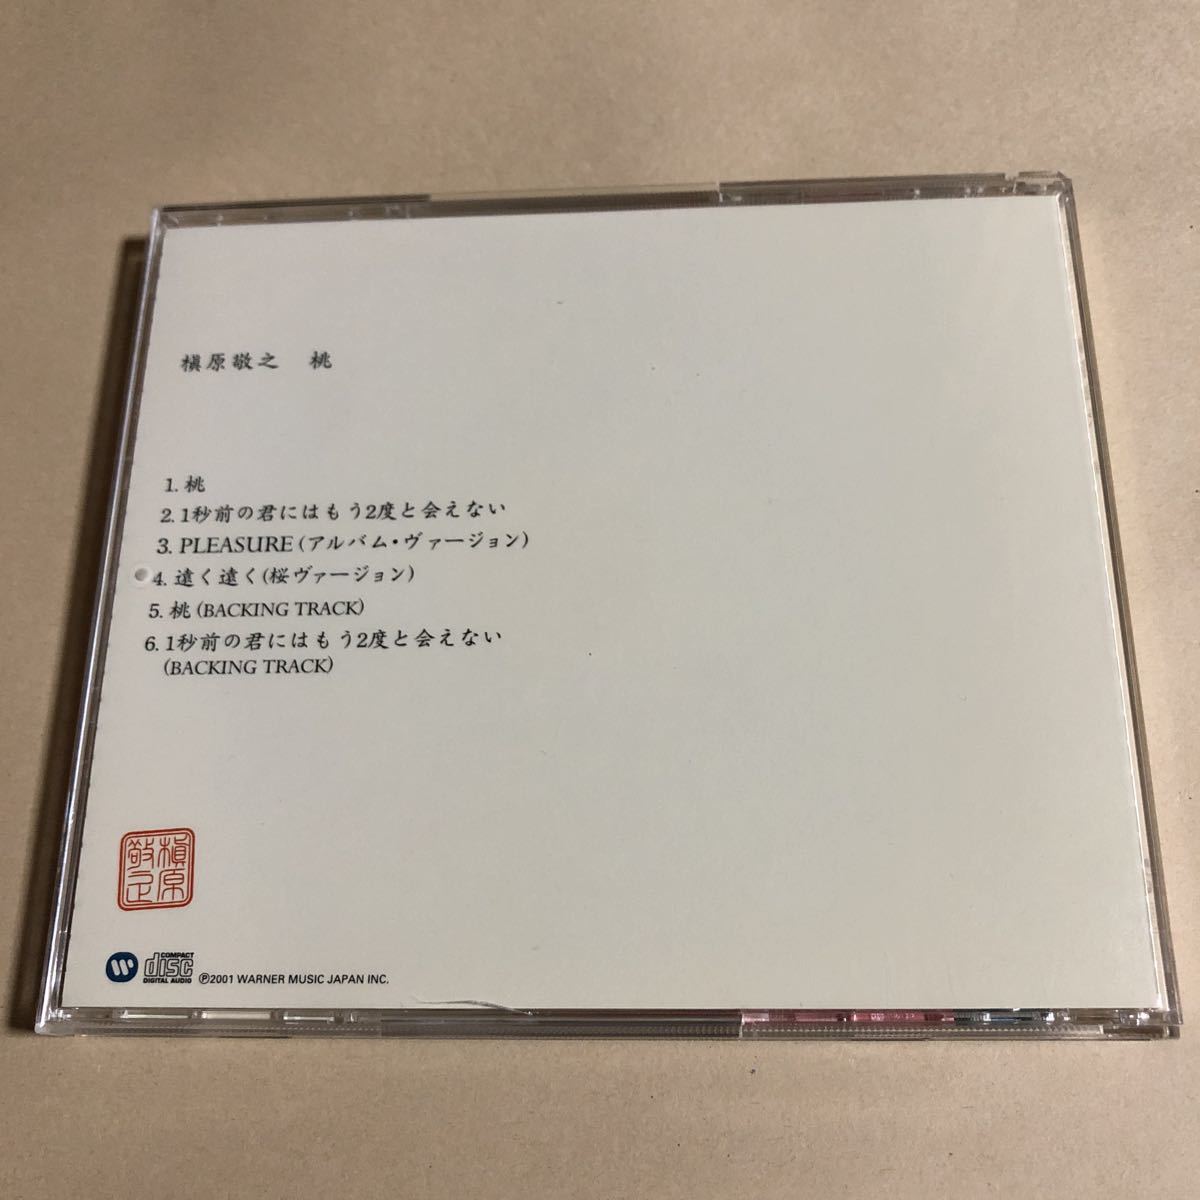 槇原敬之 桃
1. 桃
2. 1秒前の君にはもう2度と会えない
3. PLEASURE (アルバム・ヴァージョン)
4. 遠く遠く (桜ヴァージョン)
5. 桃 (BACKING TRACK)
6. 1秒前の君にはもう2度と会えない
(BACKING TRACK)
槇原
敬之
COMPACT
disc
DIGITAL AUDIO
℗2001 WARNER MUSIC JAPAN INC.